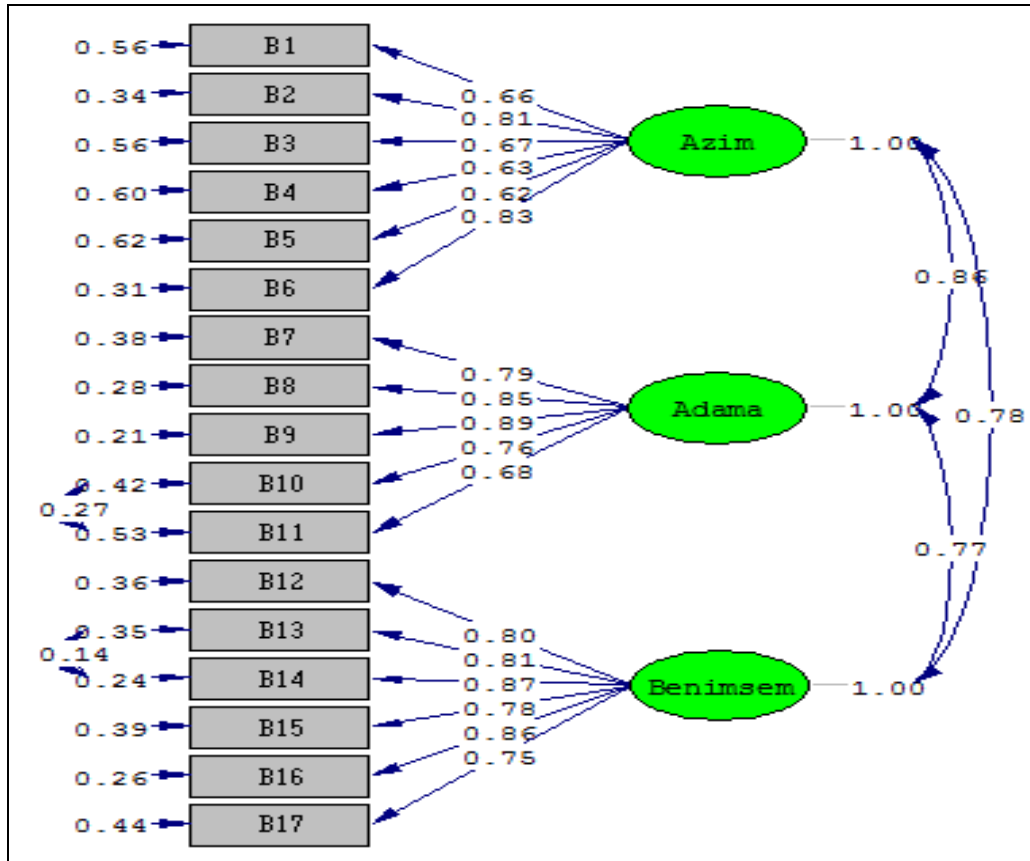 0.56 B1
0.66
0.34 B2
0.81
0.56 B3
0.67
Azim 1.00
0.60 B4
0.63
0.62 B5
0.62
0.83
0.31 B6
0.86
0.38 B7
0.79
0.28 B8
0.85
0.21 B9
0.89
Adama 1.00
0.78
0.42 B10
0.76
0.68
0.27
0.53 B11
0.77
0.36 B12
0.80
0.35 B13
0.81
0.14
0.24 B14
0.87
Benimsem 1.00
0.39 B15
0.78
0.86
0.26 B16
0.75
0.44 B17